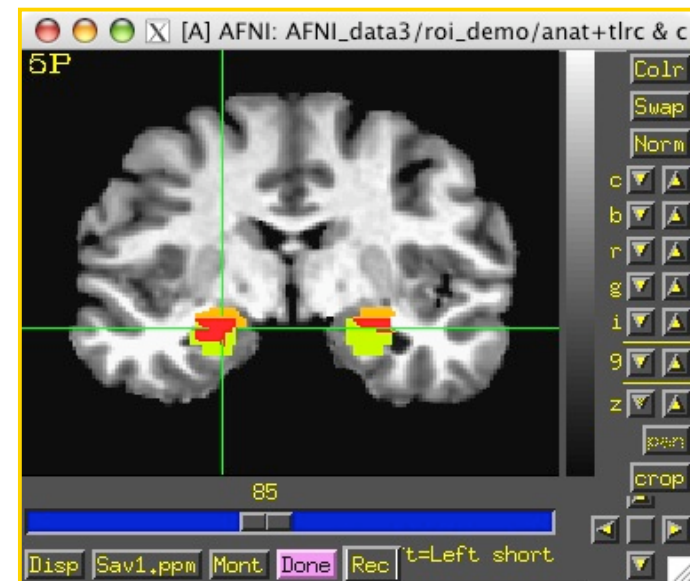 X [A] AFNI: AFNI_data3/roi_demo/anat+tlrc & c
5P
Colr
Swap
Norm
c
b
r
g
i
9
z
pan
crop
85
Disp Sav1.ppm Mont Done Rec t=Left short